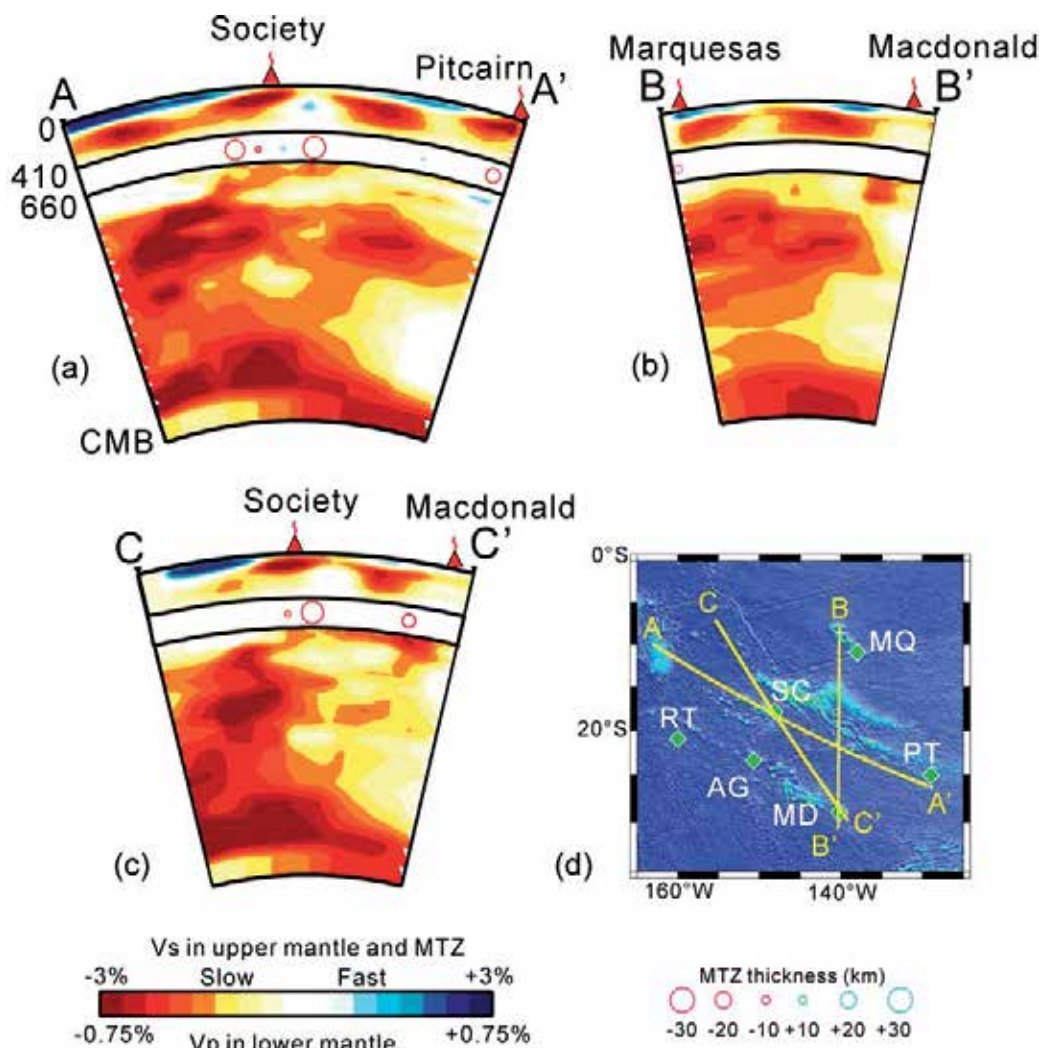 Society
Pitcairn
A
A'
0
410
660
(a)
CMB
Marquesas
Macdonald
B
B'
(b)
Society
Macdonald
C
C'
(c)
0°S
20°S
160°W
140°W
A
C
B
MQ
SC
RT
PT
AG
A'
MD
B'
C'
(d)
Vs in upper mantle and MTZ
-3%
Slow
Fast
+3%
-0.75%
+0.75%
Vp in lower mantle
MTZ thickness (km)
-30 -20 -10 +10 +20 +30